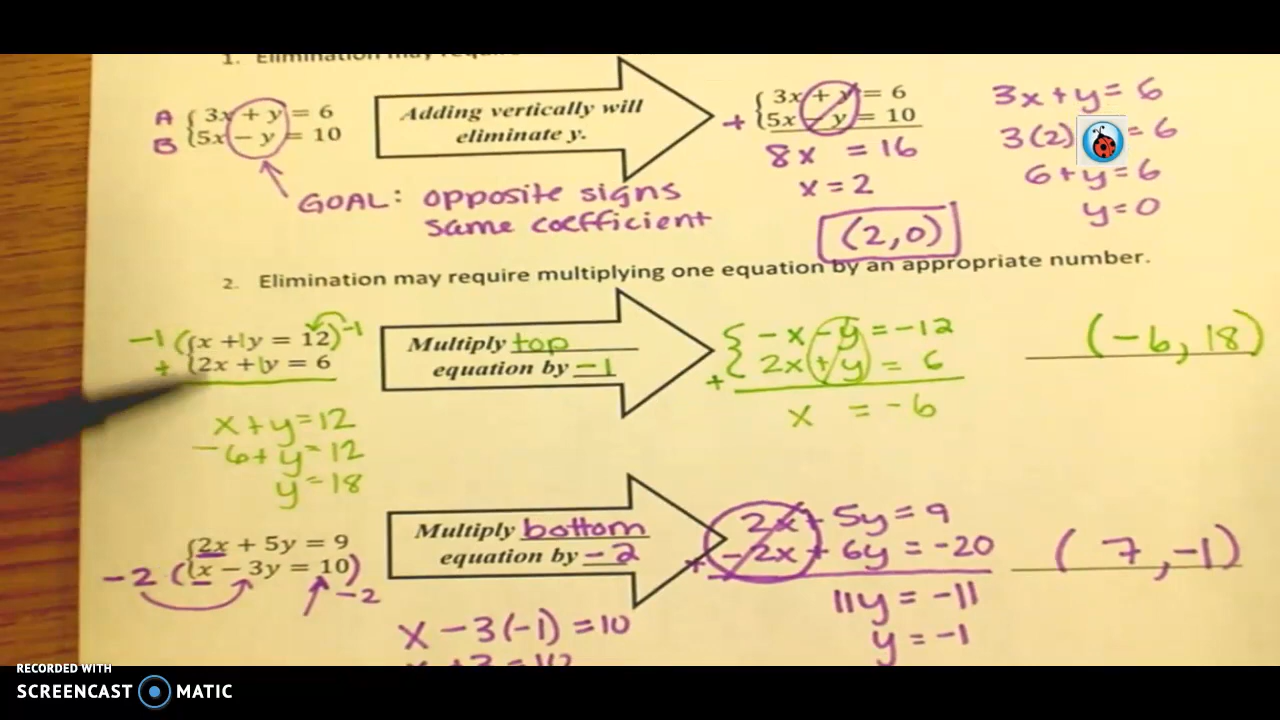 1. Elimination may requir
A { 3x + y = 6
B { 5x − y = 10
Adding vertically will
eliminate y.
{ 3x + y = 6
+ { 5x − y = 10
8x = 16
x = 2
(2,0)
3x + y = 6
3(2) = 6
6 + y = 6
y = 0
GOAL: opposite signs
same coefficient
2. Elimination may require multiplying one equation by an appropriate number.
−1 ({x + 1y = 12) −1
+ {2x + 1y = 6
x + y = 12
−6 + y = 12
y = 18
Multiply top
equation by −1
{ −x − y = −12
+ { 2x + y = 6
x = −6
(−6, 18)
{2x + 5y = 9
−2 ({x − 3y = 10) −2
Multiply bottom
equation by −2
2x + 5y = 9
+ −2x + 6y = −20
11y = −11
y = −1
(7, −1)
x − 3(−1) = 10
RECORDED WITH
SCREENCAST MATIC